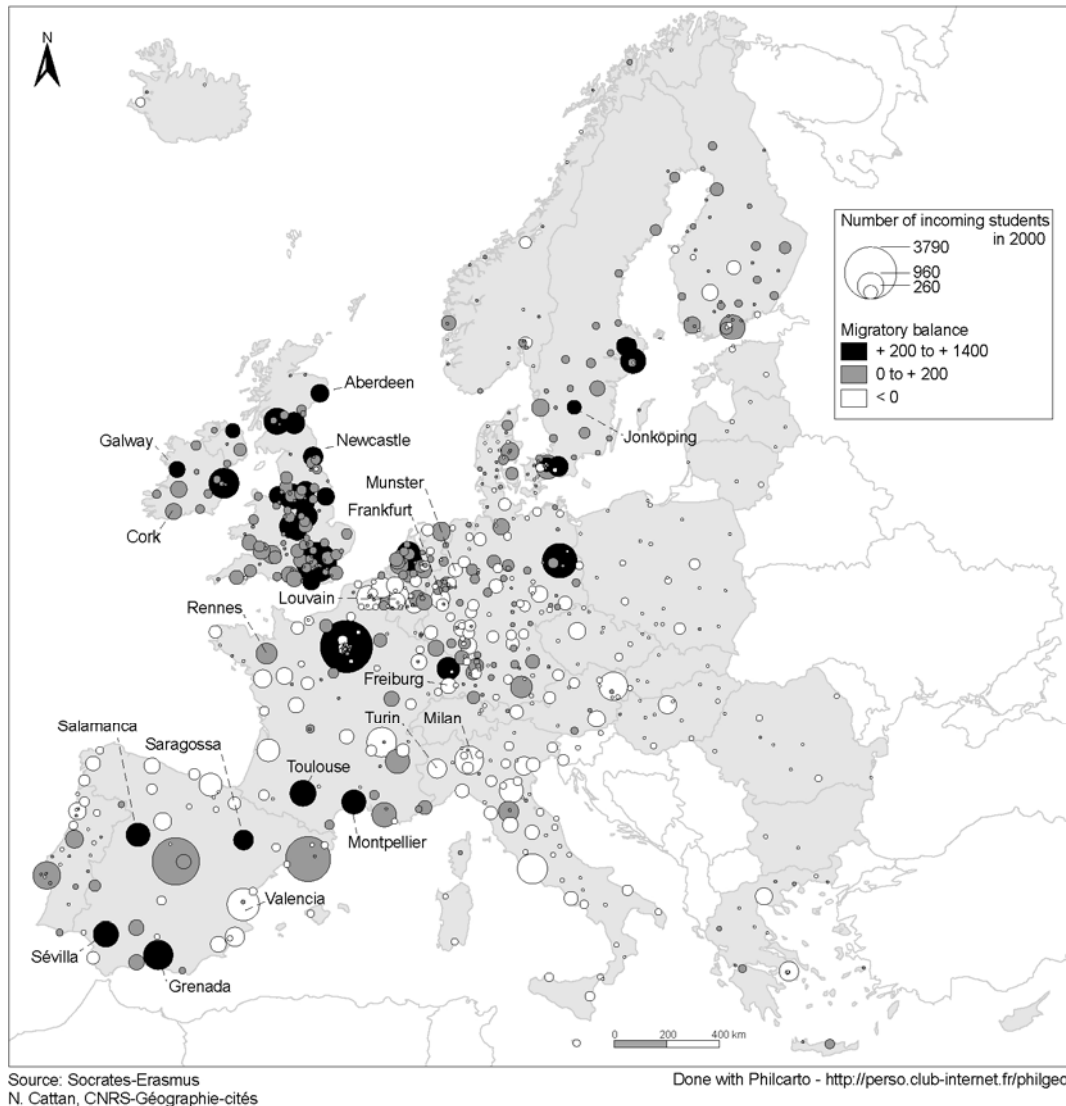 N
Number of incoming students
in 2000
3790
960
260
Migratory balance
+ 200 to + 1400
0 to + 200
< 0
Aberdeen
Galway
Newcastle
Jonköping
Munster
Frankfurt
Cork
Louvain
Rennes
Freiburg
Turin
Milan
Salamanca
Saragossa
Toulouse
Montpellier
Valencia
Sévilla
Grenada
0 200 400 km
Source: Socrates-Erasmus
N. Cattan, CNRS-Géographie-cités
Done with Philcarto - http://perso.club-internet.fr/philgeo